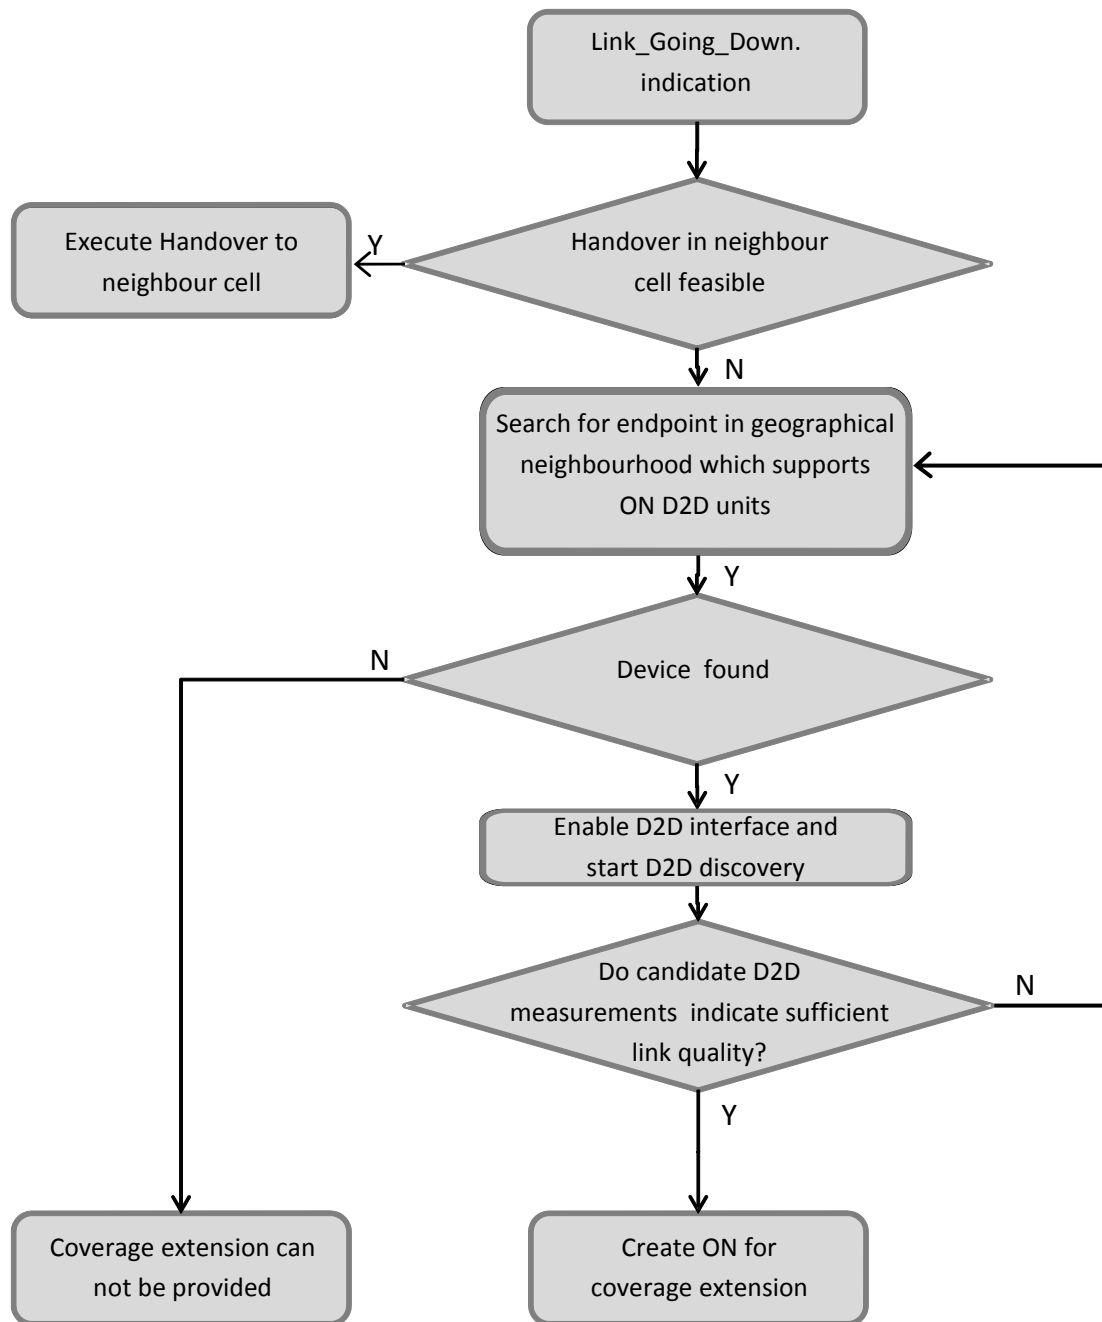 Link_Going_Down.
indication
Handover in neighbour
cell feasible
Y
Execute Handover to
neighbour cell
N
Search for endpoint in geographical
neighbourhood which supports
ON D2D units
Y
Device found
N
Y
Enable D2D interface and
start D2D discovery
Do candidate D2D
measurements indicate sufficient
link quality?
N
Y
Coverage extension can
not be provided
Create ON for
coverage extension